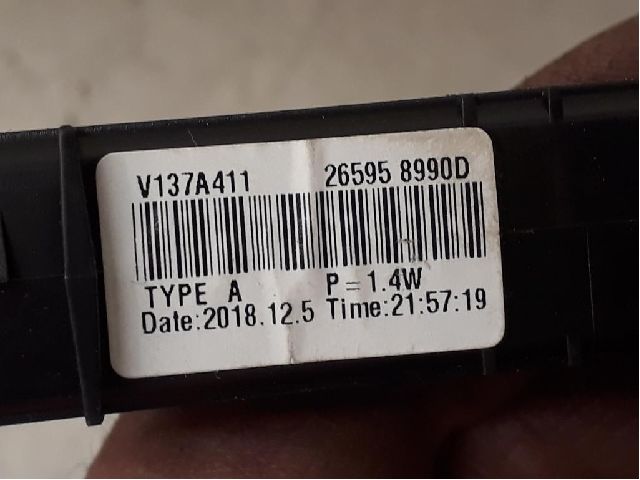 V137A411 26595 8990D
TYPE A P=1.4W
Date:2018.12.5 Time:21:57:19